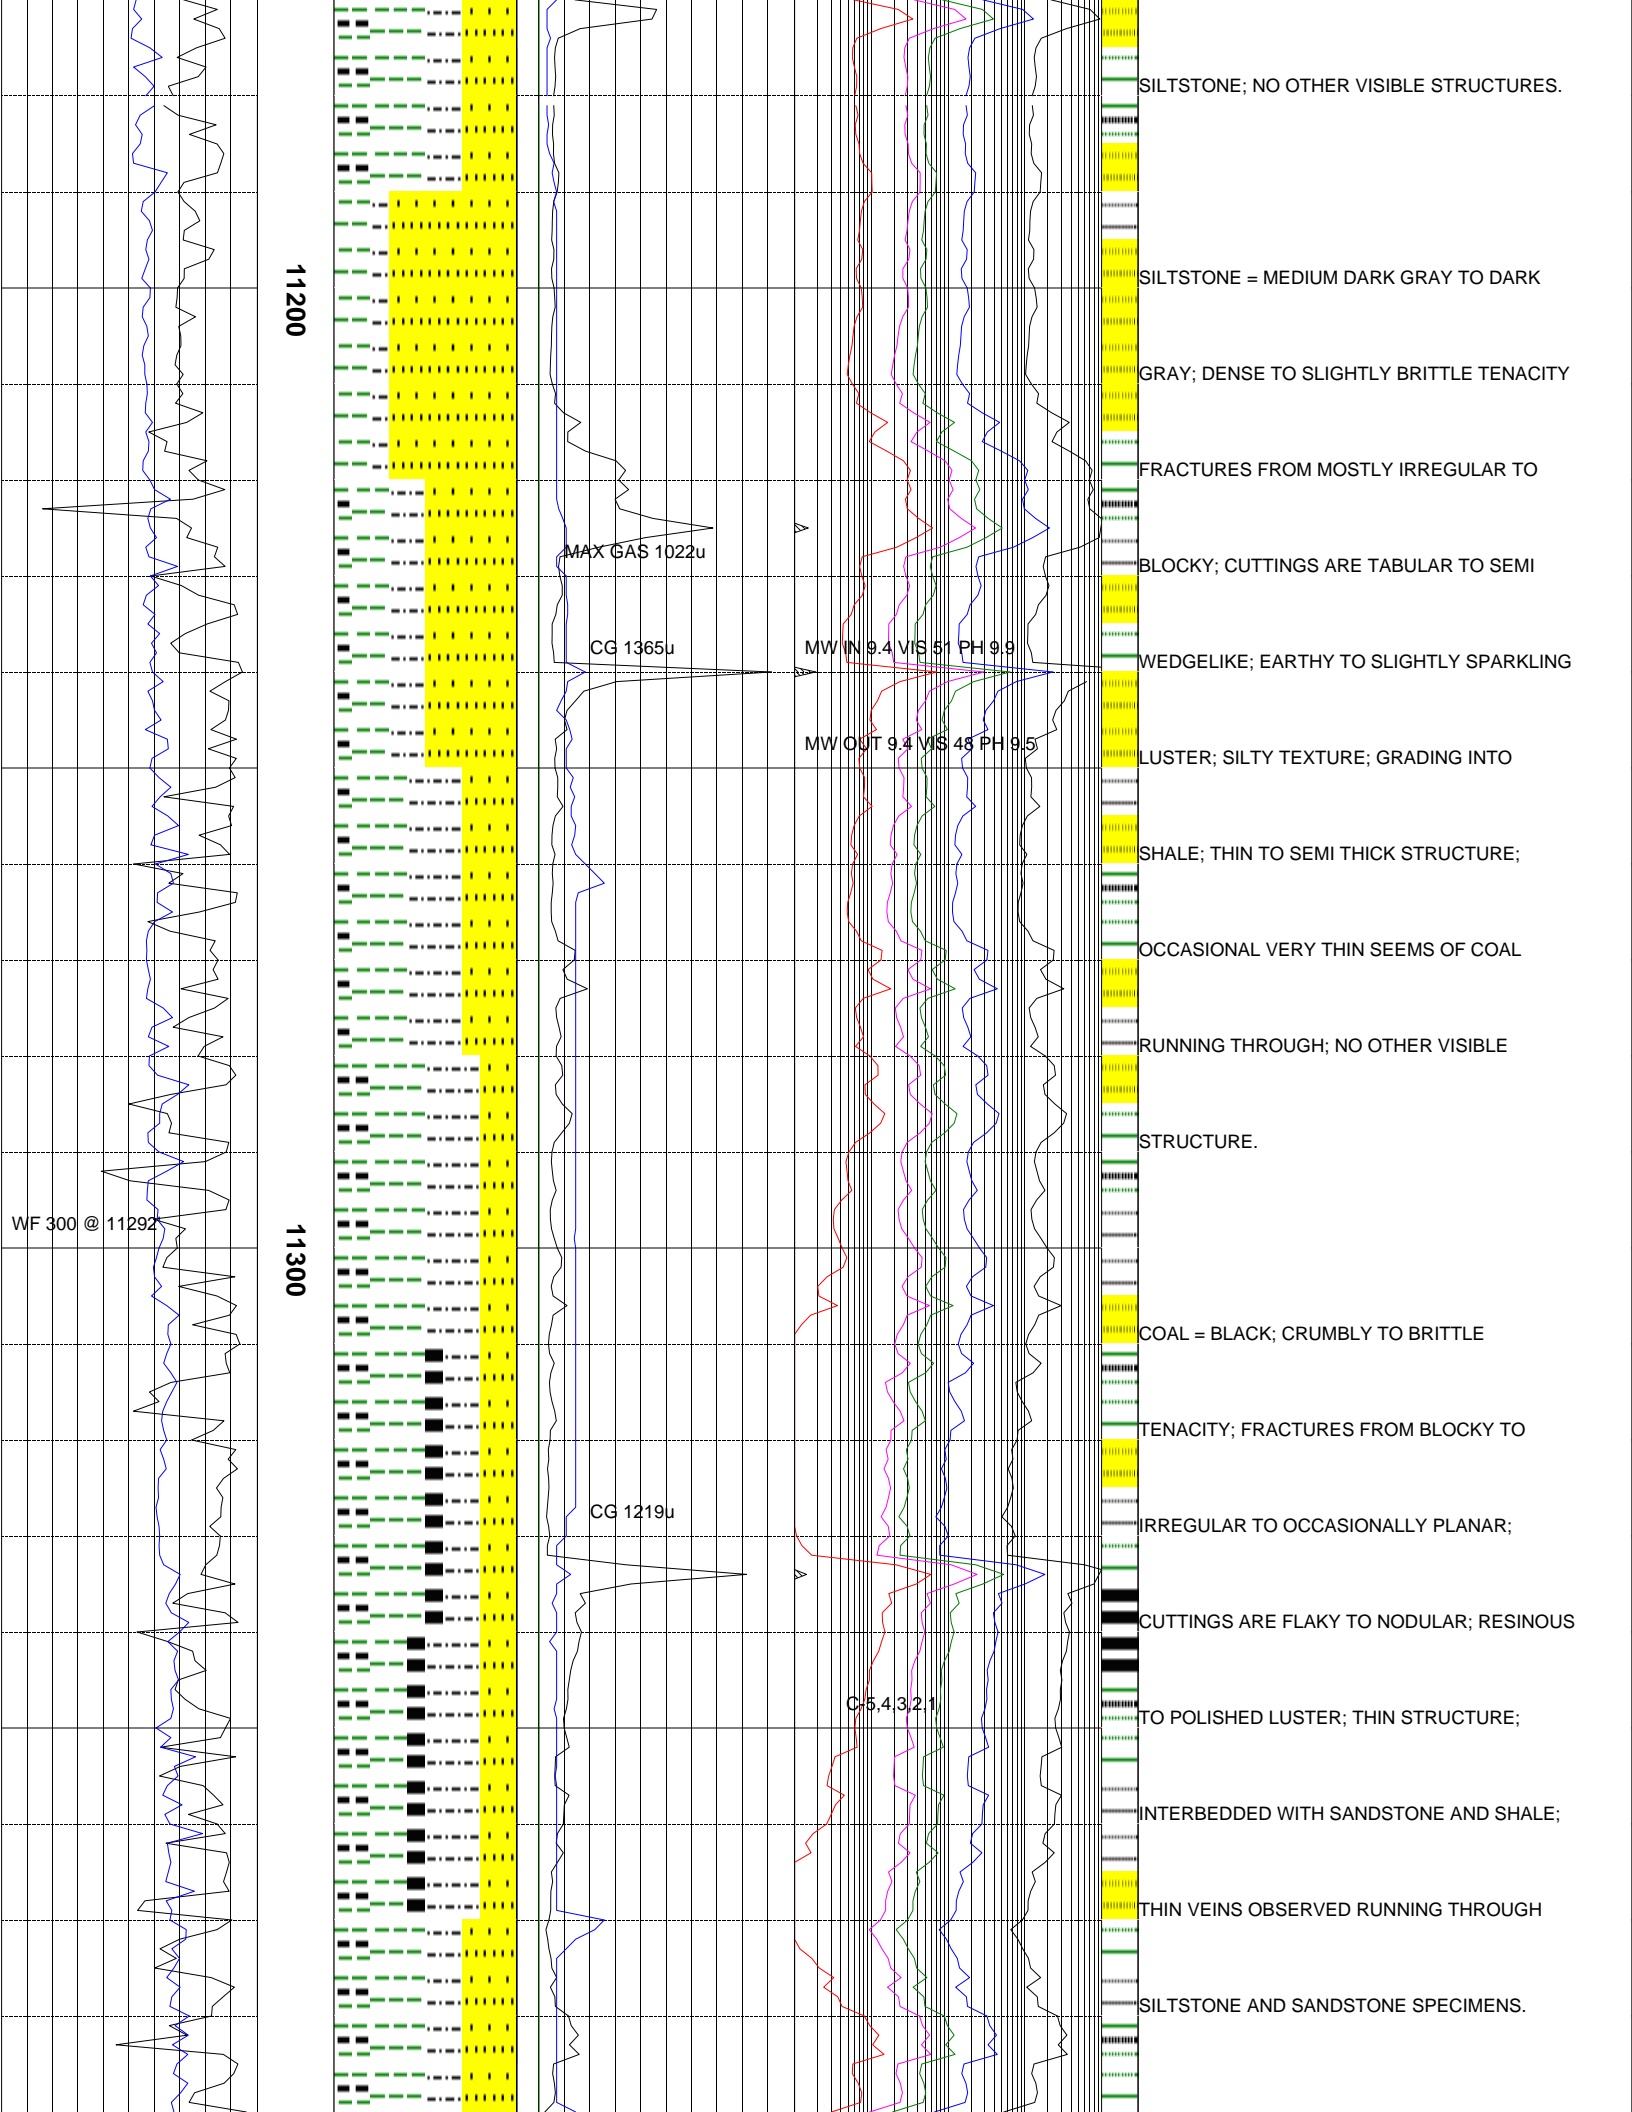 SILTSTONE; NO OTHER VISIBLE STRUCTURES.
11200
SILTSTONE = MEDIUM DARK GRAY TO DARK
GRAY; DENSE TO SLIGHTLY BRITTLE TENACITY
FRACTURES FROM MOSTLY IRREGULAR TO
MAX GAS 1022u
BLOCKY; CUTTINGS ARE TABULAR TO SEMI
CG 1365u
MW IN 9.4 VIS 51 PH 9.9
WEDGELIKE; EARTHY TO SLIGHTLY SPARKLING
MW OUT 9.4 VIS 48 PH 9.5
LUSTER; SILTY TEXTURE; GRADING INTO
SHALE; THIN TO SEMI THICK STRUCTURE;
OCCASIONAL VERY THIN SEEMS OF COAL
RUNNING THROUGH; NO OTHER VISIBLE
STRUCTURE.
WF 300 @ 11292'
11300
COAL = BLACK; CRUMBLY TO BRITTLE
TENACITY; FRACTURES FROM BLOCKY TO
CG 1219u
IRREGULAR TO OCCASIONALLY PLANAR;
CUTTINGS ARE FLAKY TO NODULAR; RESINOUS
C-5,4,3,2,1
TO POLISHED LUSTER; THIN STRUCTURE;
INTERBEDDED WITH SANDSTONE AND SHALE;
THIN VEINS OBSERVED RUNNING THROUGH
SILTSTONE AND SANDSTONE SPECIMENS.